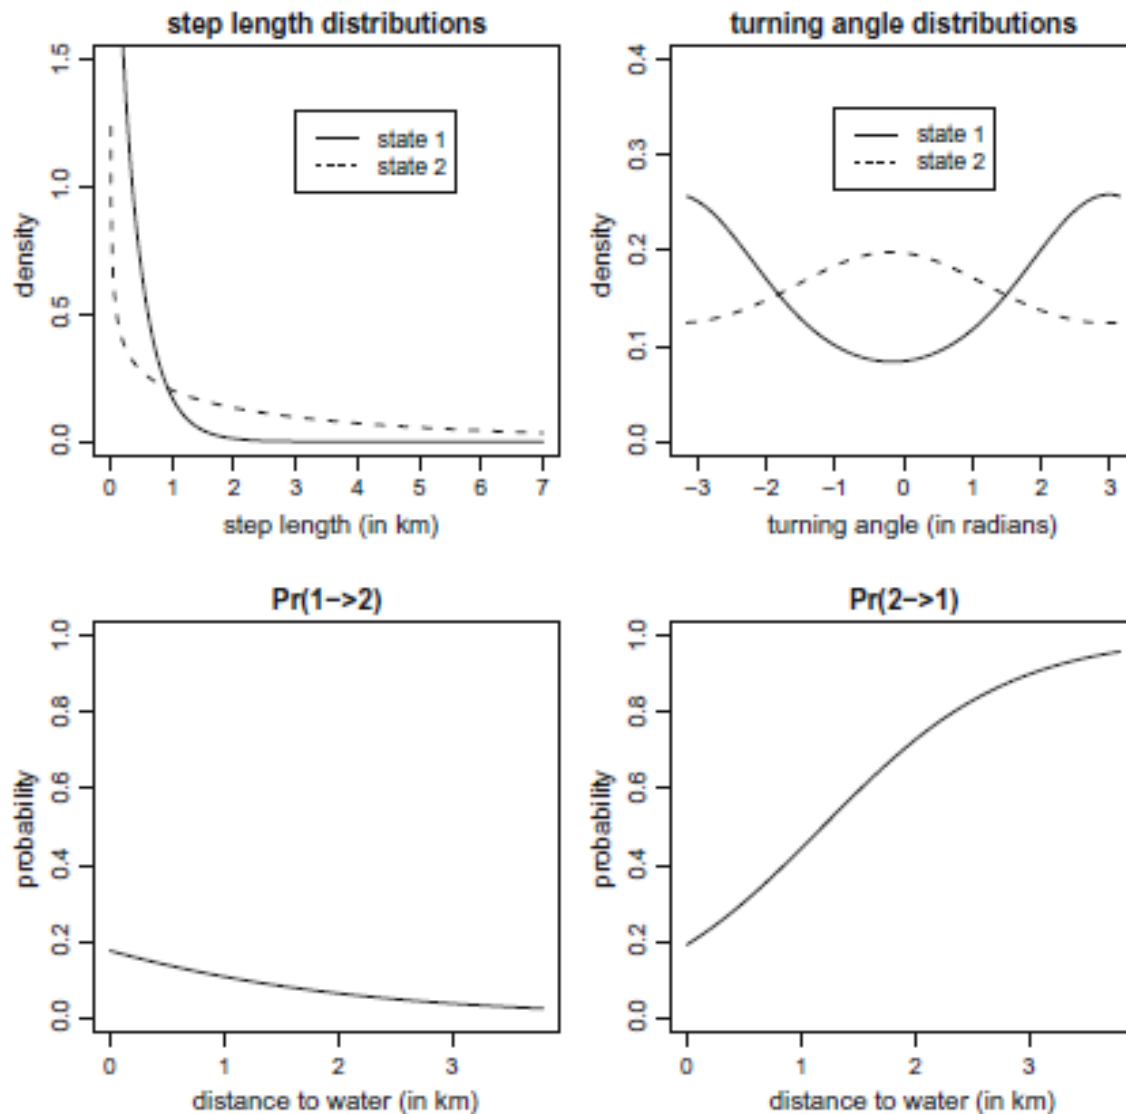 step length distributions
density
0.0 0.5 1.0 1.5
state 1
state 2
0 1 2 3 4 5 6 7
step length (in km)
turning angle distributions
density
0.0 0.1 0.2 0.3 0.4
state 1
state 2
−3 −2 −1 0 1 2 3
turning angle (in radians)
Pr(1−>2)
probability
0.0 0.2 0.4 0.6 0.8 1.0
0 1 2 3
distance to water (in km)
Pr(2−>1)
probability
0.0 0.2 0.4 0.6 0.8 1.0
0 1 2 3
distance to water (in km)